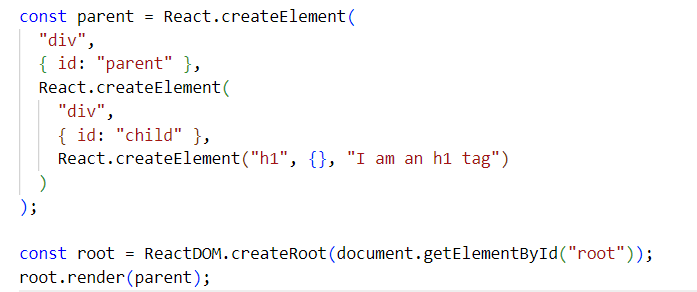 const parent = React.createElement(
  "div",
  { id: "parent" },
  React.createElement(
    "div",
    { id: "child" },
    React.createElement("h1", {}, "I am an h1 tag")
  )
);

const root = ReactDOM.createRoot(document.getElementById("root"));
root.render(parent);